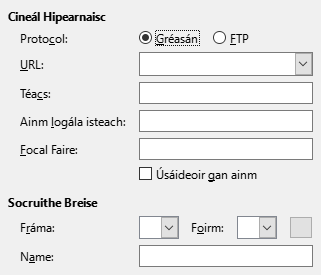 Cineál Hipearnaisc
Protocol: Gréasán FTP
URL:
Téacs:
Ainm logála isteach:
Focal Faire:
Úsáideoir gan ainm
Socruithe Breise
Fráma: Foirm:
Name: